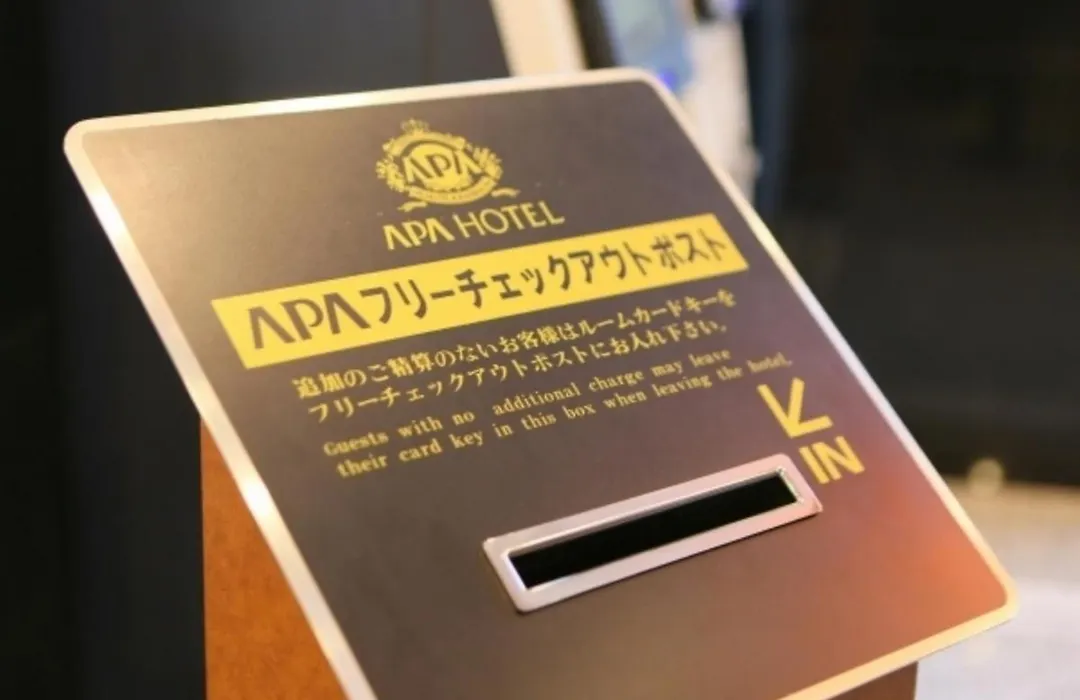 APA
APA HOTEL
APAフリーチェックアウトポスト
追加のご精算のないお客様はルームカードキーを
フリーチェックアウトポストにお入れ下さい。
Guests with no additional charge may leave
their card key in this box when leaving the hotel.
IN